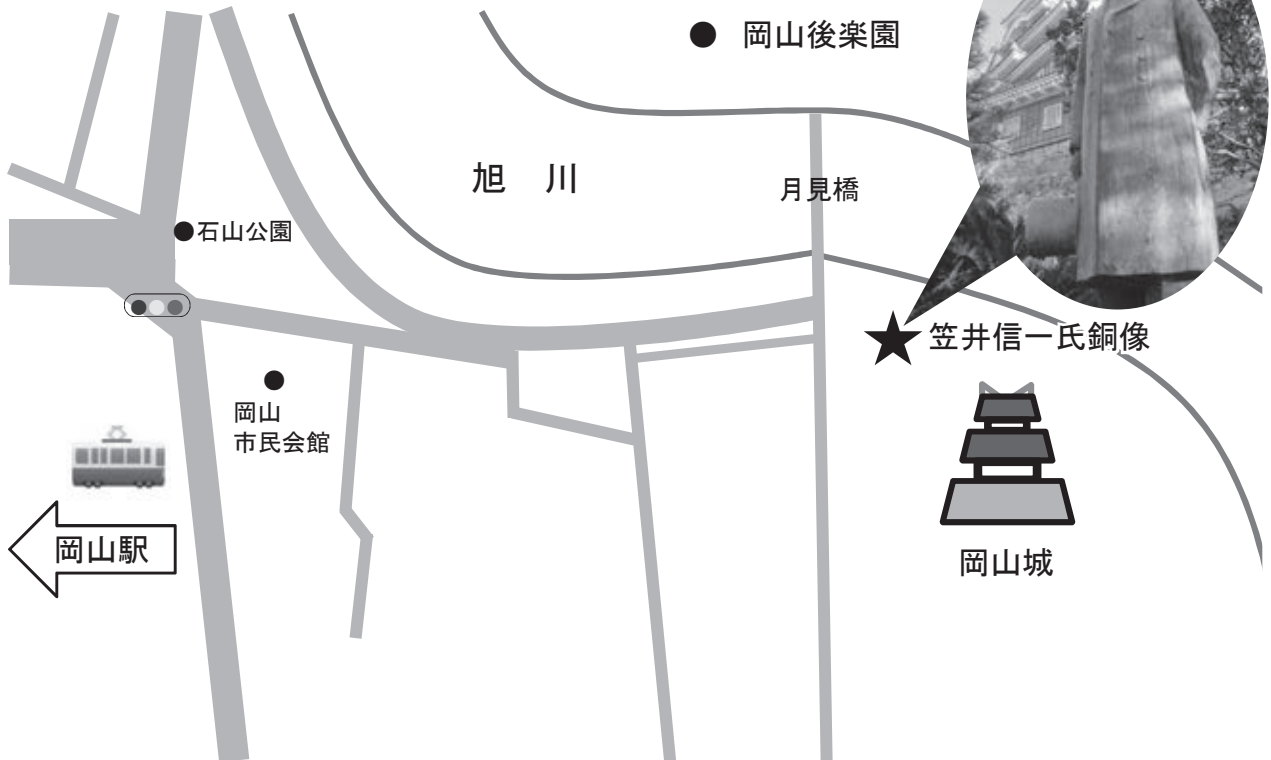 岡山後楽園
旭 川
月見橋
石山公園
笠井信一氏銅像
岡山
市民会館
岡山駅
岡山城